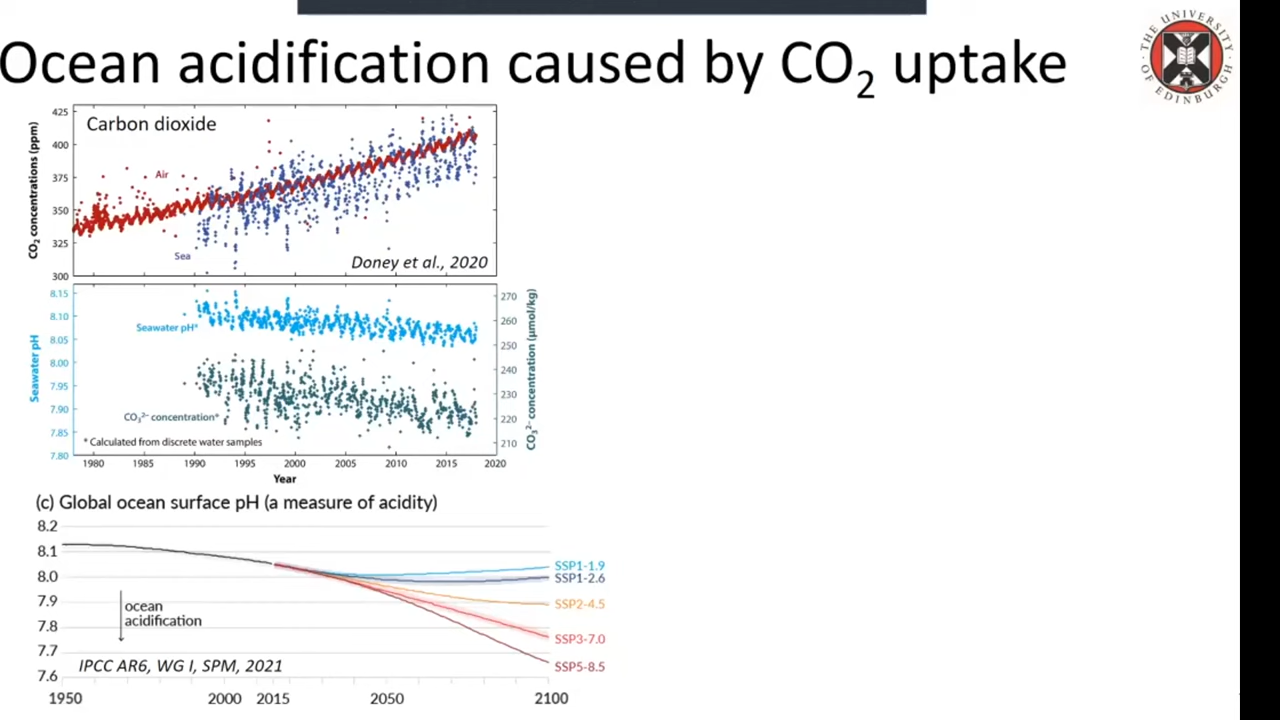 Ocean acidification caused by CO₂ uptake
THE UNIVERSITY OF EDINBURGH
425
400
375
350
325
300
CO₂ concentrations (ppm)
Carbon dioxide
Air
Sea
Doney et al., 2020
8.15
8.10
8.05
8.00
7.95
7.90
7.85
7.80
Seawater pH
Seawater pH*
CO₃²⁻ concentration*
* Calculated from discrete water samples
270
260
250
240
230
220
210
CO₃²⁻ concentration (μmol/kg)
1980 1985 1990 1995 2000 2005 2010 2015 2020
Year
(c) Global ocean surface pH (a measure of acidity)
8.2
8.1
8.0
7.9
7.8
7.7
7.6
ocean
acidification
IPCC AR6, WG I, SPM, 2021
SSP1-1.9
SSP1-2.6
SSP2-4.5
SSP3-7.0
SSP5-8.5
1950 2000 2015 2050 2100